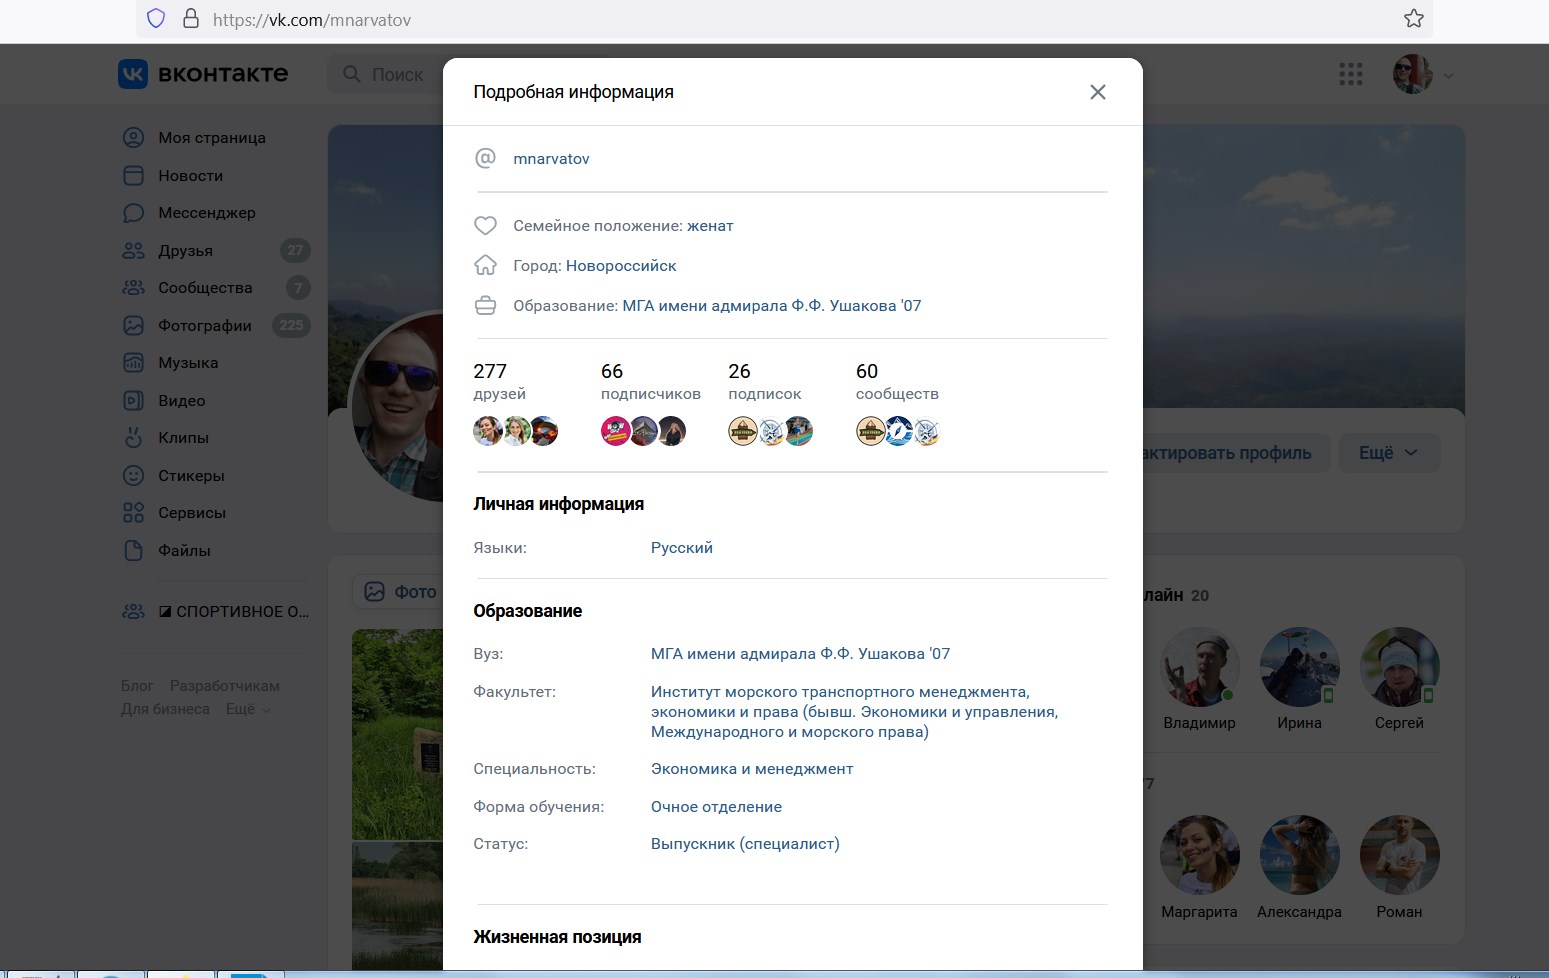 https://vk.com/mnarvatov
вконтакте
Поиск
Моя страница
Новости
Мессенджер
Друзья 27
Сообщества 7
Фотографии 225
Музыка
Видео
Клипы
Стикеры
Сервисы
Файлы
СПОРТИВНОЕ О...
Блог Разработчикам
Для бизнеса Ещё
Подробная информация
mnarvatov
Семейное положение: женат
Город: Новороссийск
Образование: МГА имени адмирала Ф.Ф. Ушакова '07
277 66 26 60
друзей подписчиков подписок сообществ
Личная информация
Языки: Русский
Образование
Вуз: МГА имени адмирала Ф.Ф. Ушакова '07
Факультет: Институт морского транспортного менеджмента,
экономики и права (бывш. Экономики и управления,
Международного и морского права)
Специальность: Экономика и менеджмент
Форма обучения: Очное отделение
Статус: Выпускник (специалист)
Жизненная позиция
актировать профиль Ещё
Фото
лайн 20
Владимир Ирина Сергей
7
Маргарита Александра Роман